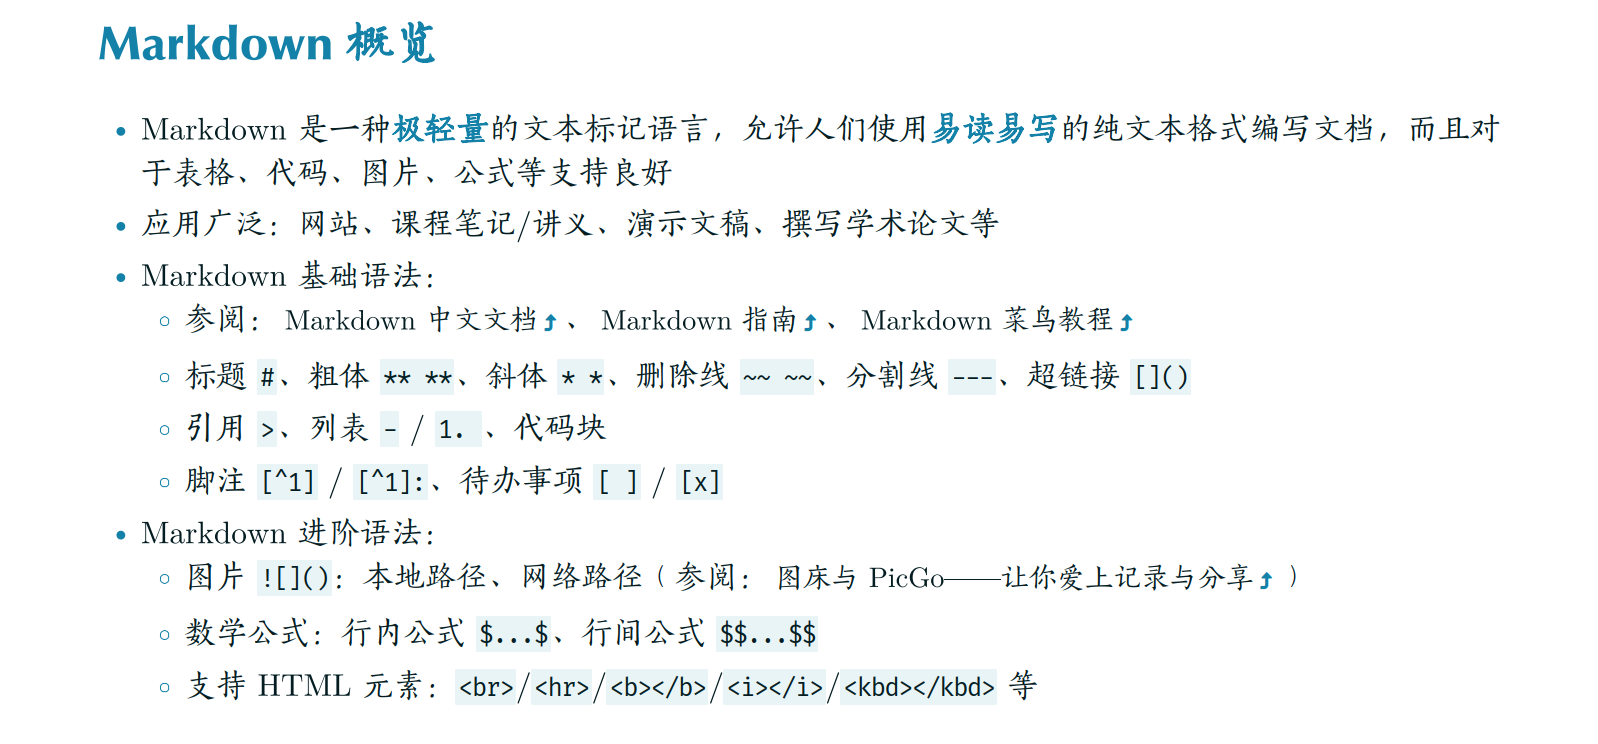 Markdown 概览
• Markdown 是一种极轻量的文本标记语言，允许人们使用易读易写的纯文本格式编写文档，而且对
于表格、代码、图片、公式等支持良好
• 应用广泛：网站、课程笔记/讲义、演示文稿、撰写学术论文等
• Markdown 基础语法：
◦ 参阅： Markdown 中文文档⤴ 、 Markdown 指南⤴ 、 Markdown 菜鸟教程⤴
◦ 标题 #、粗体 ** **、斜体 * *、删除线 ~~ ~~、分割线 ---、超链接 []()
◦ 引用 >、列表 - / 1. 、代码块
◦ 脚注 [^1] / [^1]:、待办事项 [ ] / [x]
• Markdown 进阶语法：
◦ 图片 ![]()：本地路径、网络路径（参阅： 图床与 PicGo——让你爱上记录与分享⤴ ）
◦ 数学公式：行内公式 $...$、行间公式 $$...$$
◦ 支持 HTML 元素：<br>/<hr>/<b></b>/<i></i>/<kbd></kbd> 等